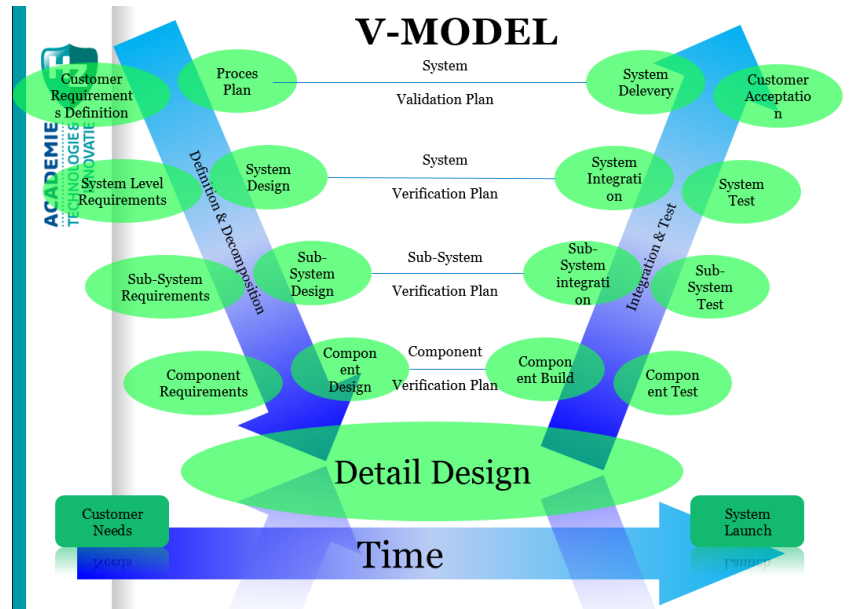 V-MODEL
ACADEMIE
TECHNOLOGIE &
INNOVATIE
Customer
Requirement
s Definition
Proces
Plan
System
Validation Plan
System
Delevery
Customer
Acceptatio
n
System Level
Requirements
System
Design
System
Verification Plan
System
Integrati
on
System
Test
Definition & Decomposition
Integration & Test
Sub-System
Requirements
Sub-
System
Design
Sub-System
Verification Plan
Sub-
System
integrati
on
Sub-
System
Test
Component
Requirements
Compon
ent
Design
Component
Verification Plan
Compon
ent Build
Compon
ent Test
Detail Design
Customer
Needs
Time
System
Launch